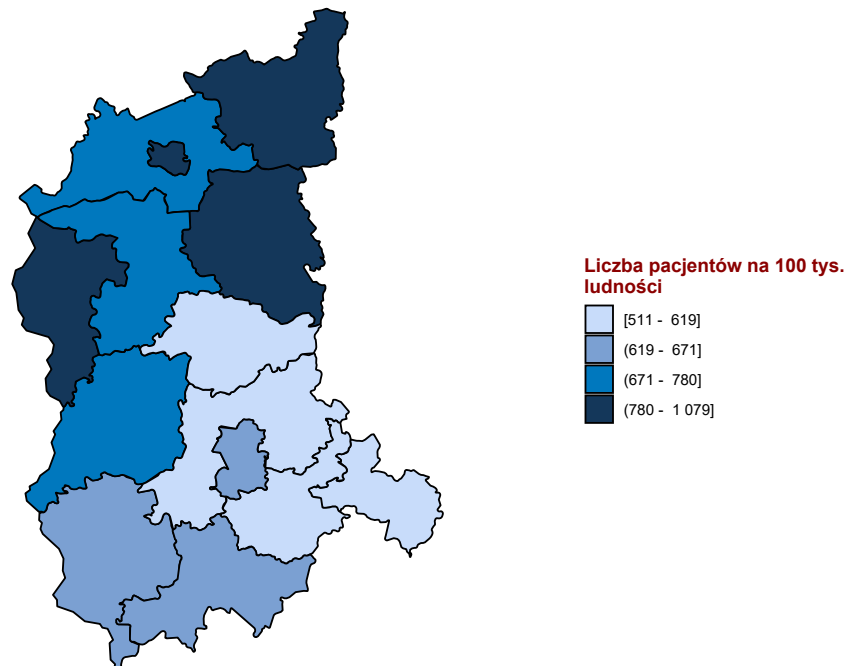 Liczba pacjentów na 100 tys.
ludności
[511 - 619]
(619 - 671]
(671 - 780]
(780 - 1 079]